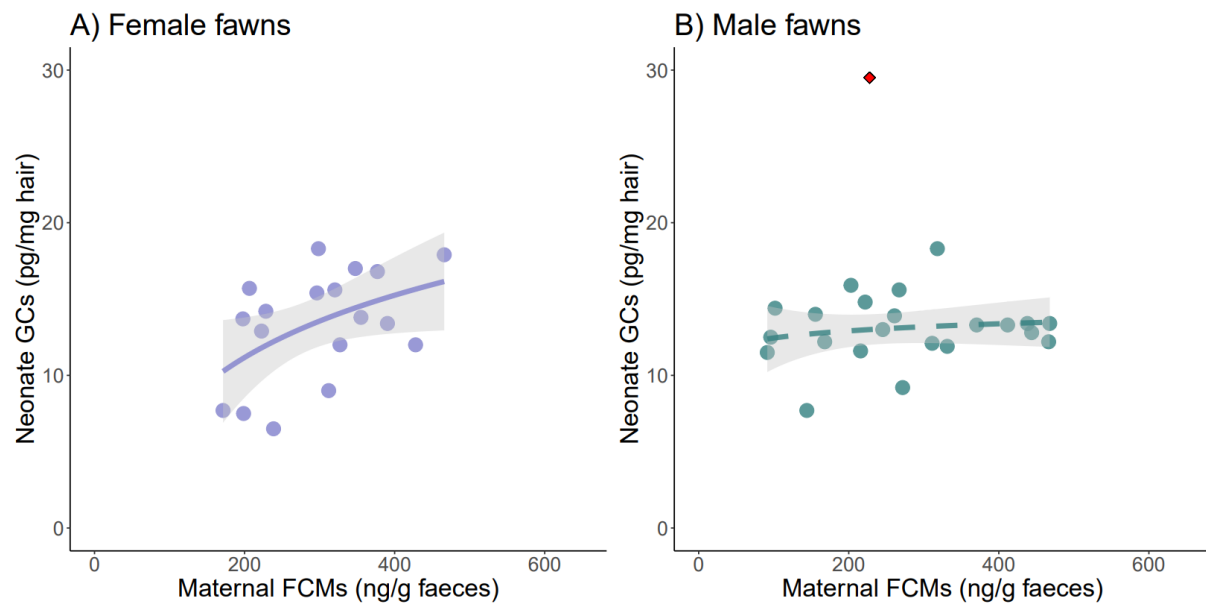 A) Female fawns
30
20
10
0
Neonate GCs (pg/mg hair)
0 200 400 600
Maternal FCMs (ng/g faeces)
B) Male fawns
30
20
10
0
Neonate GCs (pg/mg hair)
0 200 400 600
Maternal FCMs (ng/g faeces)